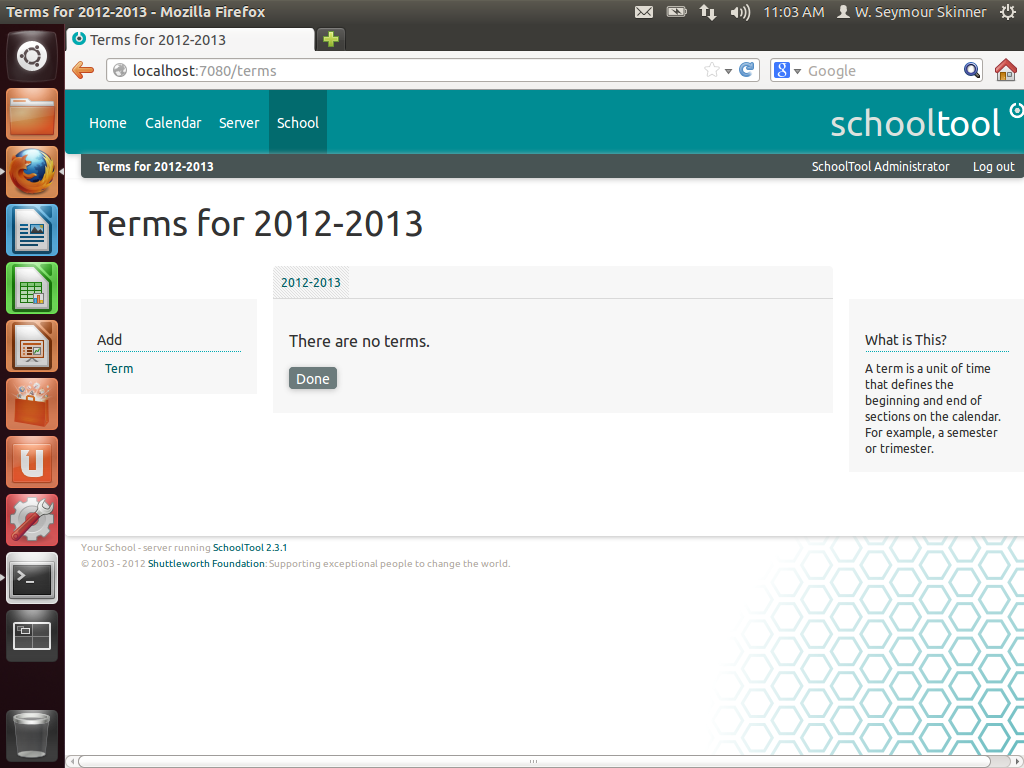 Terms for 2012-2013 - Mozilla Firefox
11:03 AM W. Seymour Skinner
Terms for 2012-2013
localhost:7080/terms
Google
Home Calendar Server School
schooltool
Terms for 2012-2013
SchoolTool Administrator Log out
Terms for 2012-2013
2012-2013
Add
Term
There are no terms.
Done
What is This?
A term is a unit of time
that defines the
beginning and end of
sections on the calendar.
For example, a semester
or trimester.
Your School - server running SchoolTool 2.3.1
© 2003 - 2012 Shuttleworth Foundation: Supporting exceptional people to change the world.